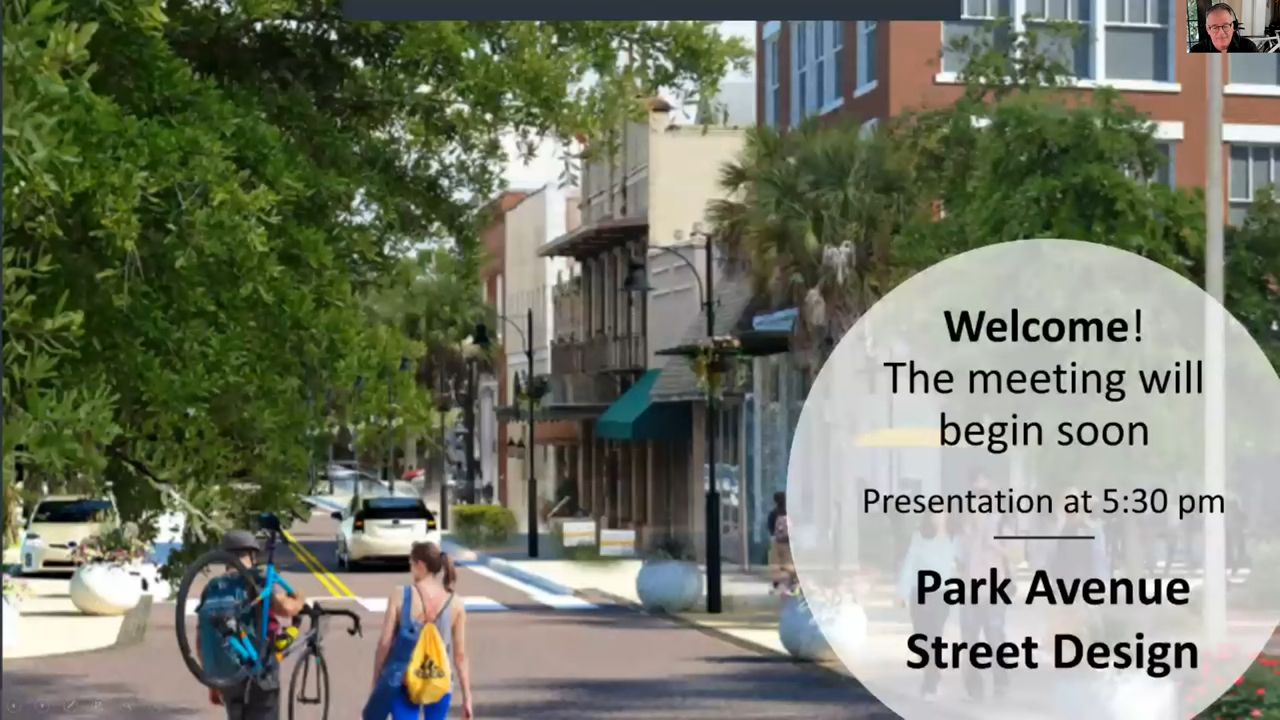 Welcome!
The meeting will
begin soon
Presentation at 5:30 pm
Park Avenue
Street Design